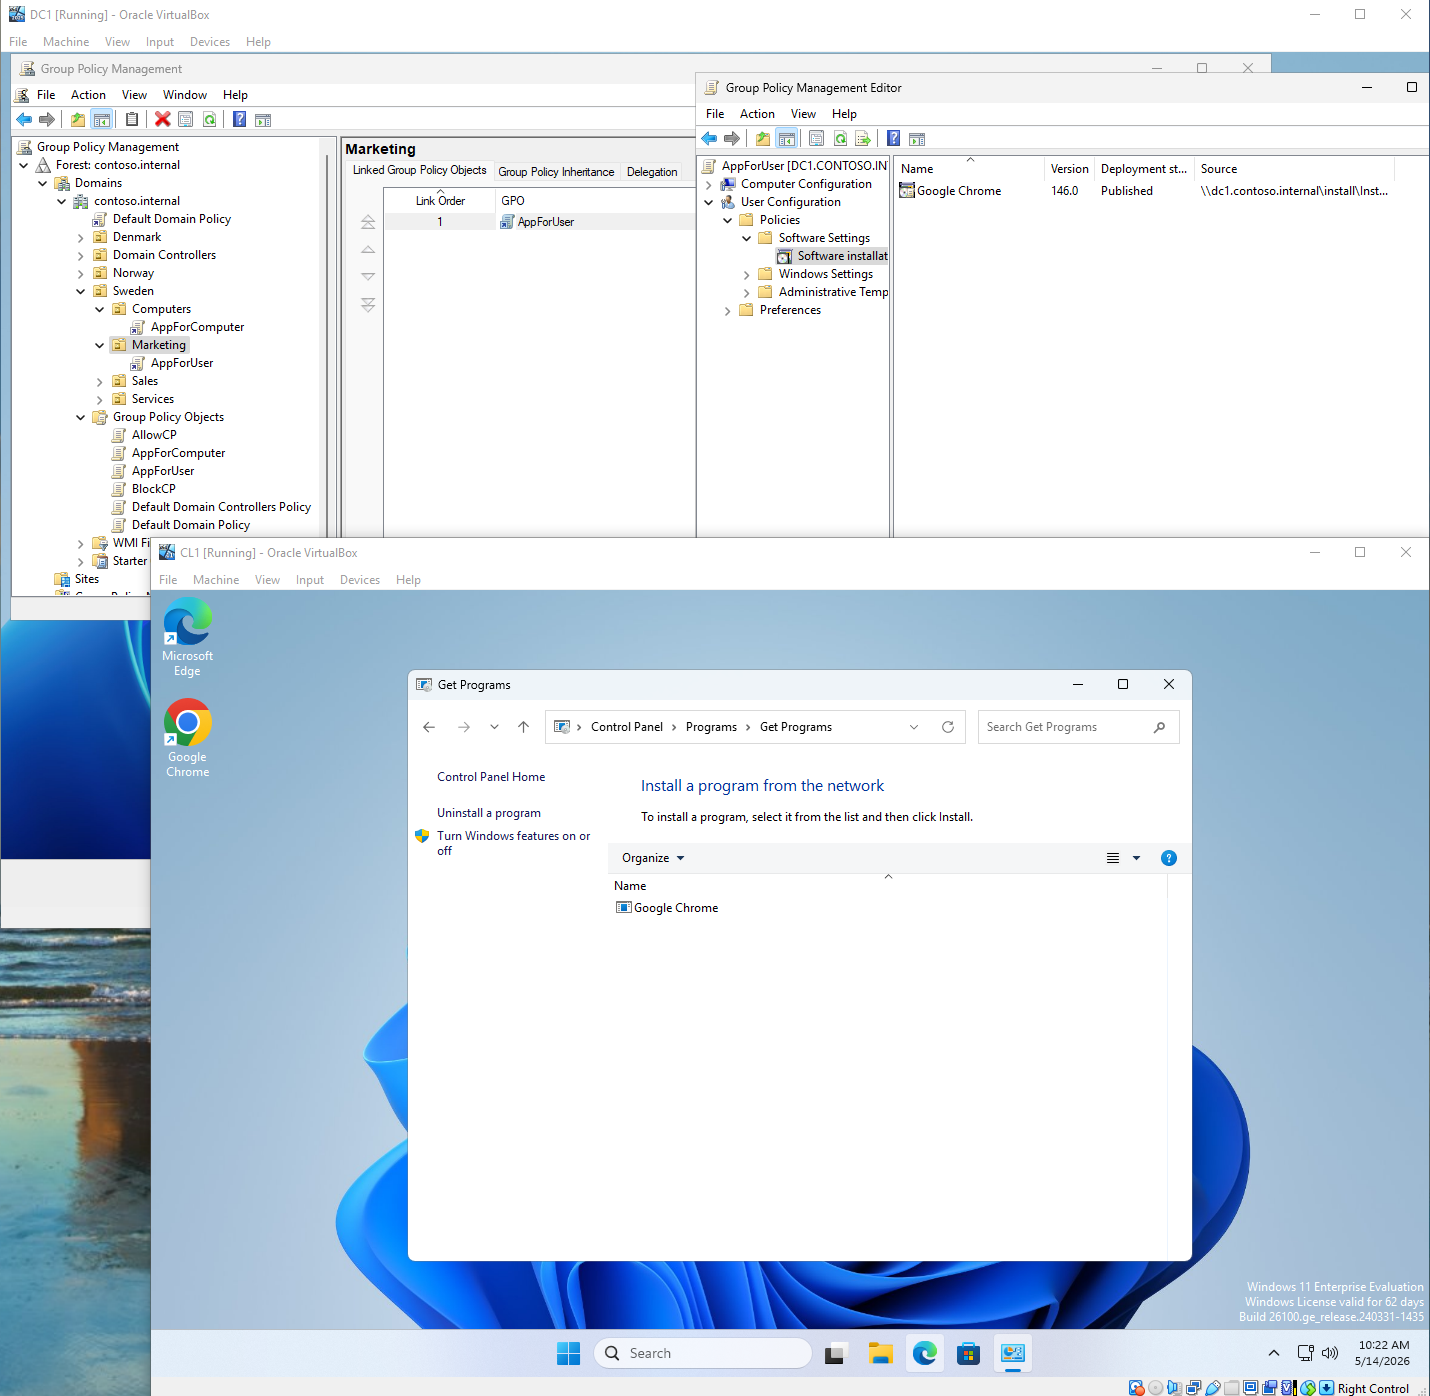 DC1 [Running] - Oracle VirtualBox
File Machine View Input Devices Help
Group Policy Management
File Action View Window Help
Group Policy Management
Forest: contoso.internal
Domains
contoso.internal
Default Domain Policy
Denmark
Domain Controllers
Norway
Sweden
Computers
AppForComputer
Marketing
AppForUser
Sales
Services
Group Policy Objects
AllowCP
AppForComputer
AppForUser
BlockCP
Default Domain Controllers Policy
Default Domain Policy
WMI Fi
Starter
Sites
Marketing
Linked Group Policy Objects Group Policy Inheritance Delegation
Link Order GPO
1 AppForUser
Group Policy Management Editor
File Action View Help
AppForUser [DC1.CONTOSO.IN
Computer Configuration
User Configuration
Policies
Software Settings
Software installat
Windows Settings
Administrative Temp
Preferences
Name Version Deployment st... Source
Google Chrome 146.0 Published \\dc1.contoso.internal\install\Inst...
CL1 [Running] - Oracle VirtualBox
File Machine View Input Devices Help
Microsoft
Edge
Google
Chrome
Get Programs
Control Panel Programs Get Programs
Search Get Programs
Control Panel Home
Uninstall a program
Turn Windows features on or
off
Install a program from the network
To install a program, select it from the list and then click Install.
Organize
Name
Google Chrome
Windows 11 Enterprise Evaluation
Windows License valid for 62 days
Build 26100.ge_release.240331-1435
Search
10:22 AM
5/14/2026
Right Control